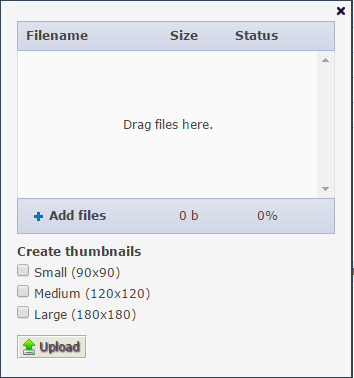 Filename Size Status
Drag files here.
Add files 0 b 0%
Create thumbnails
Small (90x90)
Medium (120x120)
Large (180x180)
Upload